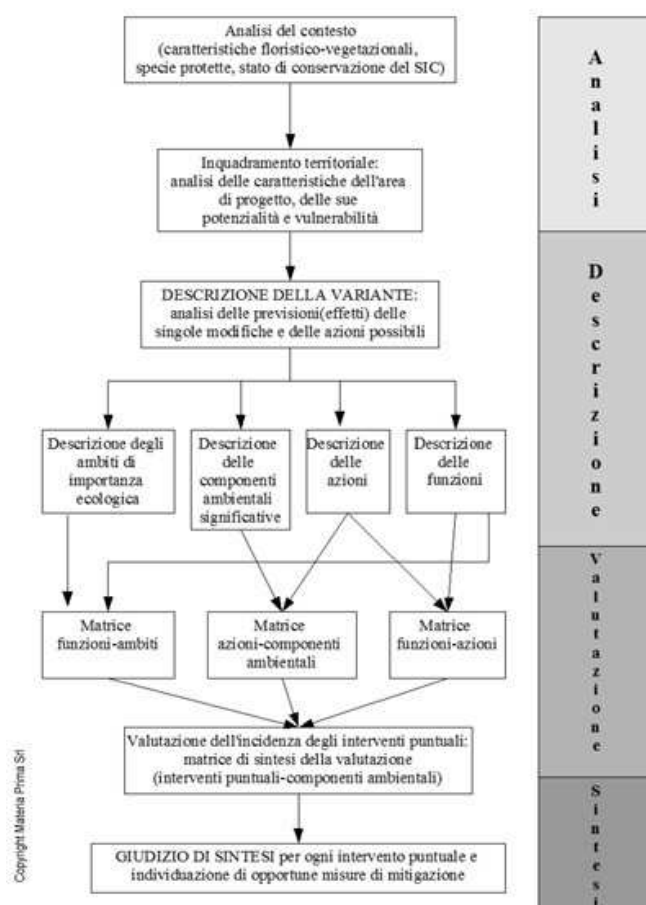 Analisi del contesto
(caratteristiche floristico-vegetazionali,
specie protette, stato di conservazione del SIC)
Analisi
Inquadramento territoriale:
analisi delle caratteristiche dell'area
di progetto, delle sue
potenzialità e vulnerabilità
DESCRIZIONE DELLA VARIANTE:
analisi delle previsioni(effetti) delle
singole modifiche e delle azioni possibili
Descrizione
Descrizione degli
ambiti di
importanza
ecologica
Descrizione
delle
componenti
ambientali
significative
Descrizione
delle
azioni
Descrizione
delle
funzioni
Matrice
funzioni-ambiti
Matrice
azioni-componenti
ambientali
Matrice
funzioni-azioni
Valutazione
Valutazione dell'incidenza degli interventi puntuali:
matrice di sintesi della valutazione
(interventi puntuali-componenti ambientali)
GIUDIZIO DI SINTESI per ogni intervento puntuale e
individuazione di opportune misure di mitigazione
Sintesi
Copyright Materia Prima Srl